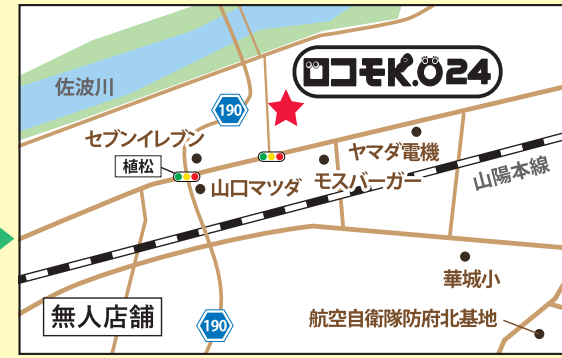 佐波川
ロコモK.O24
190
セブンイレブン
植松
ヤマダ電機
山口マツダ
モスバーガー
山陽本線
華城小
無人店舗
190
航空自衛隊防府北基地